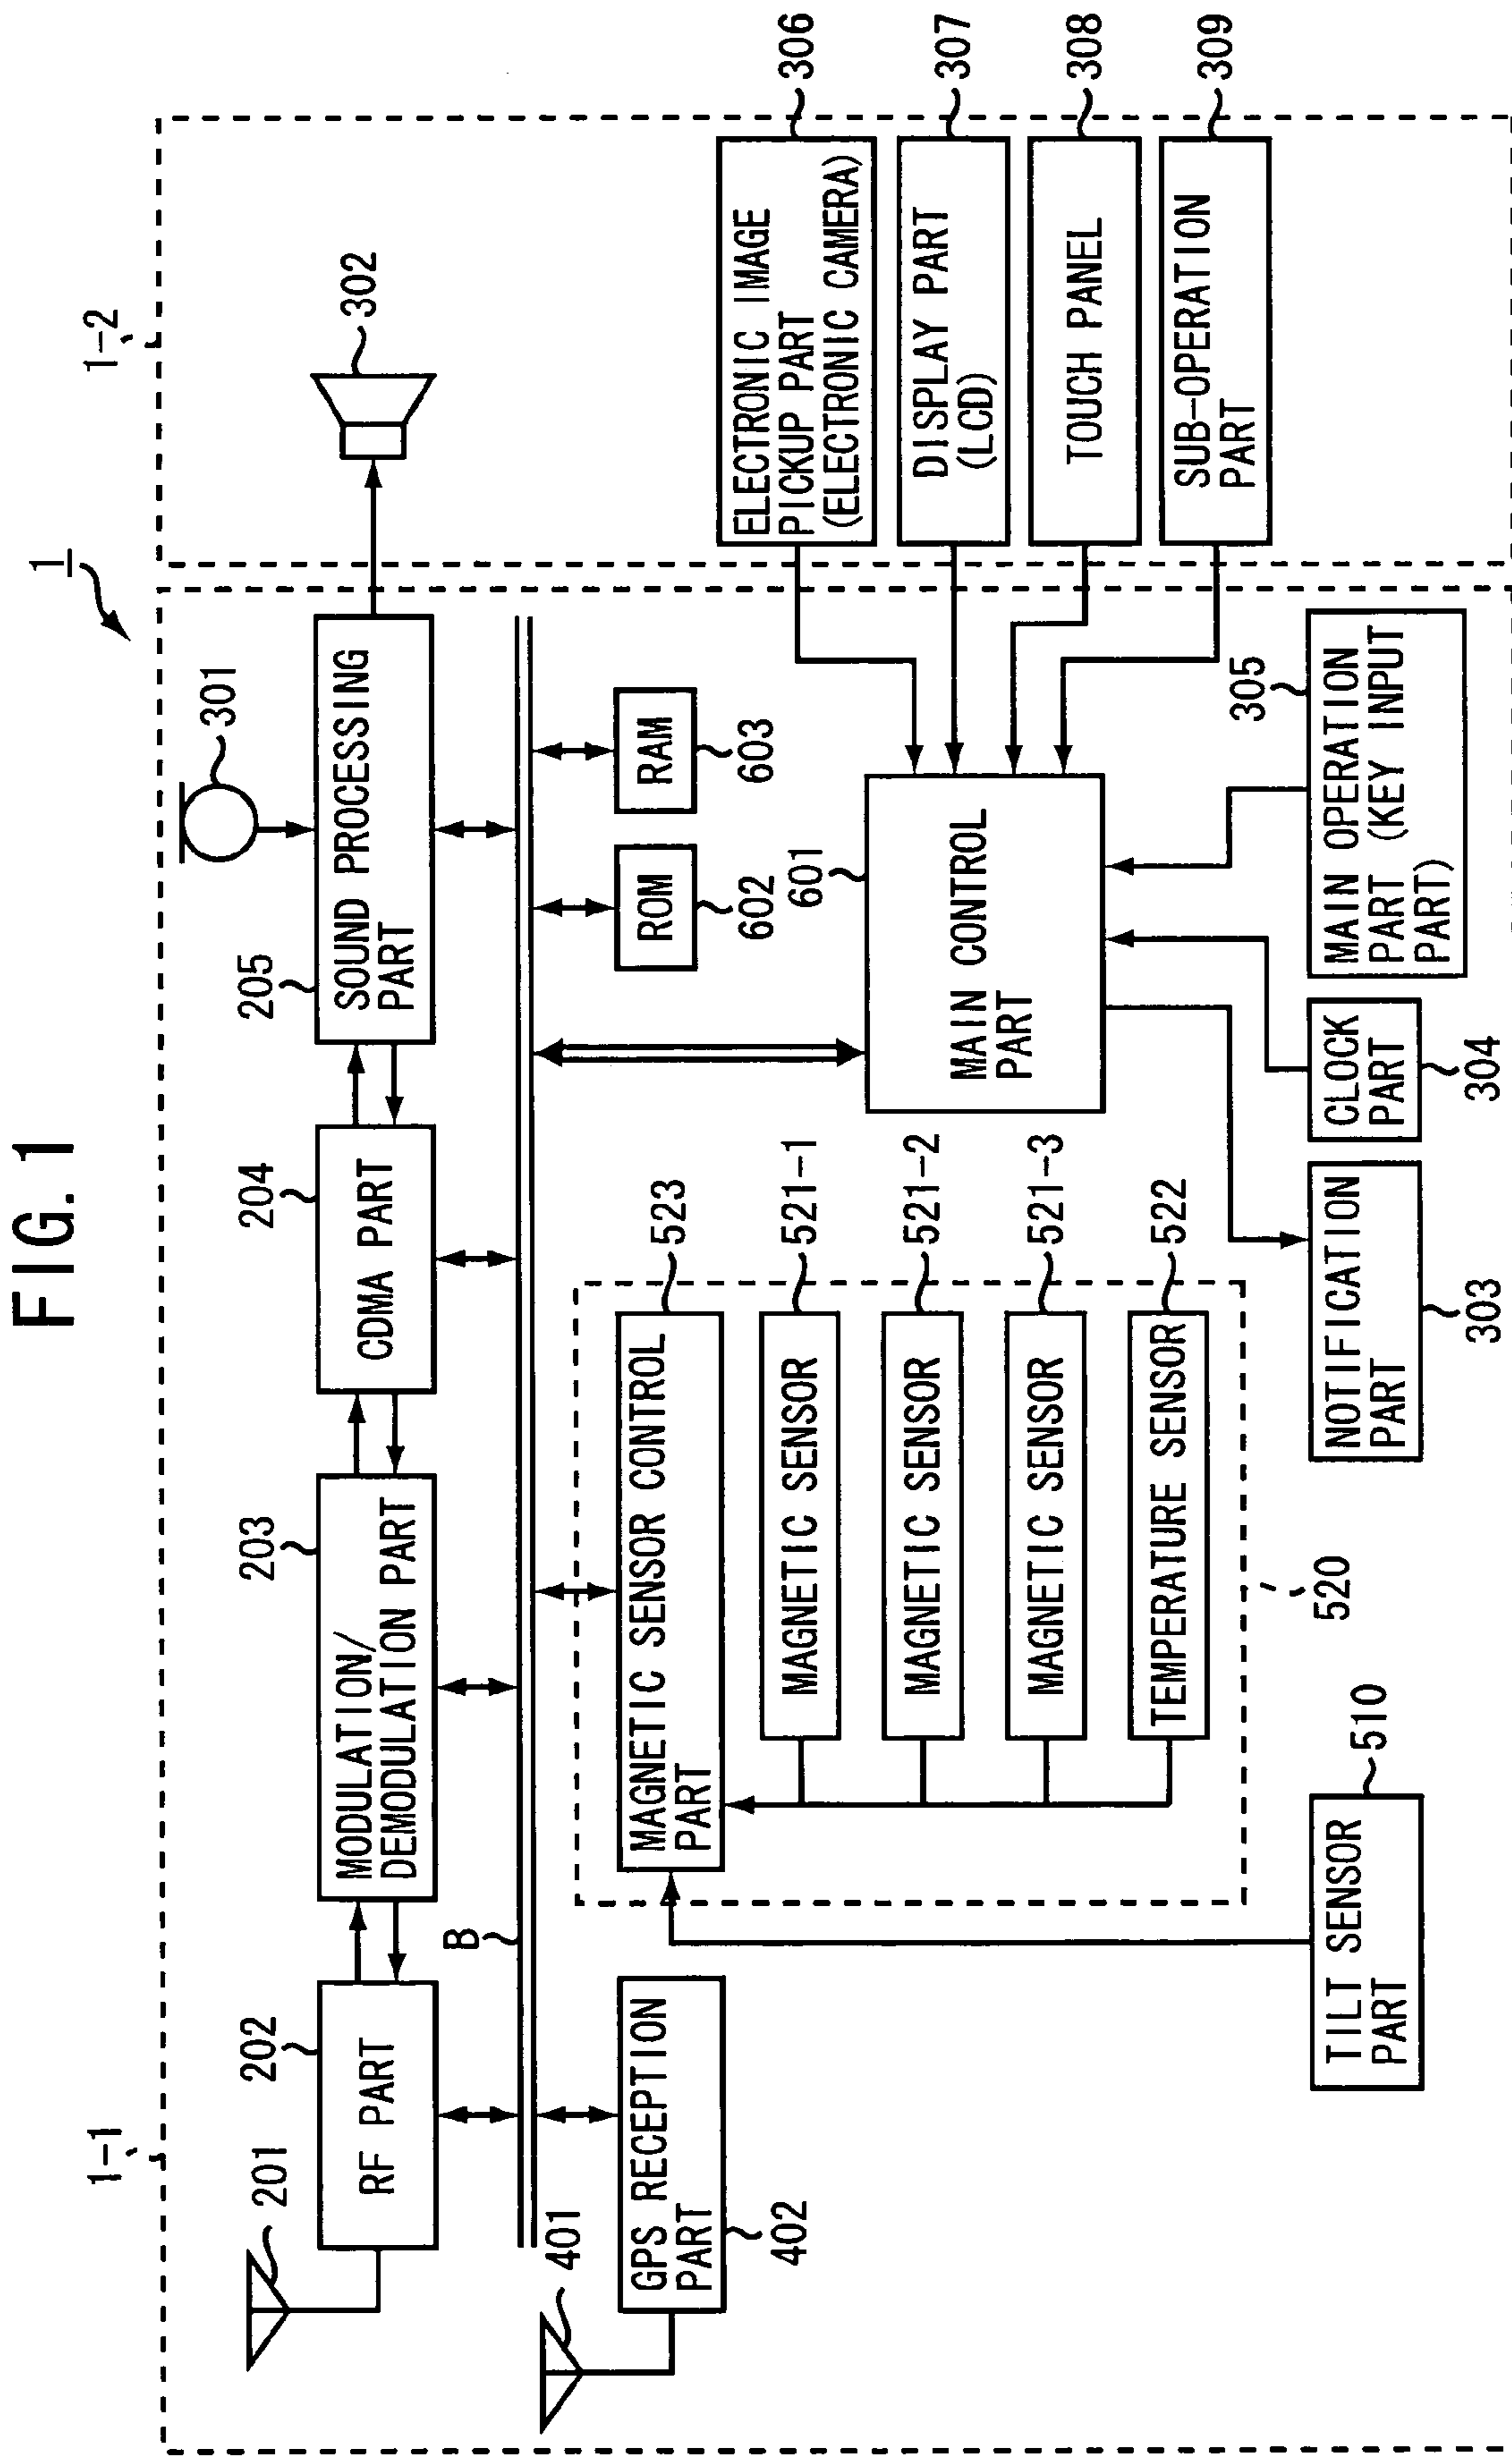 FIG. 1
1
1-1
1-2
201
202
RF PART
203
MODULATION/
DEMODULATION PART
204
CDMA PART
205
SOUND PROCESSING
PART
301
302
B
401
GPS RECEPTION
PART
402
523
MAGNETIC SENSOR CONTROL
PART
521-1
MAGNETIC SENSOR
521-2
MAGNETIC SENSOR
521-3
MAGNETIC SENSOR
522
TEMPERATURE SENSOR
520
TILT SENSOR
PART
510
ROM
602
RAM
603
601
MAIN CONTROL
PART
NOTIFICATION
PART
303
CLOCK
PART
304
305
MAIN OPERATION
PART (KEY INPUT
PART)
ELECTRONIC IMAGE
PICKUP PART
(ELECTRONIC CAMERA)
306
DISPLAY PART
(LCD)
307
TOUCH PANEL
308
SUB-OPERATION
PART
309